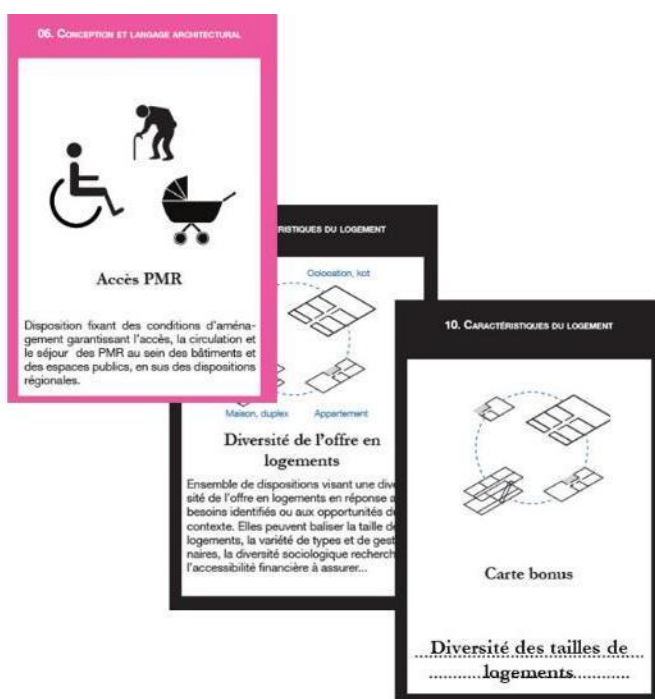 06. CONCEPTION ET LANGAGE ARCHITECTURAL
Accès PMR
Disposition fixant des conditions d'aména-
gement garantissant l'accès, la circulation et
le séjour des PMR au sein des bâtiments et
des espaces publics, en sus des dispositions
régionales.
RISTIQUES DU LOGEMENT
Colocation, kot
Maison, duplex
Appartement
Diversité de l'offre en
logements
Ensemble de dispositions visant une dive
sité de l'offre en logements en réponse a
besoins identifiés ou aux opportunités d
contexte. Elles peuvent baliser la taille de
logements, la variété de types et de gest
naires, la diversité sociologique recherch
l'accessibilité financière à assurer...
10. CARACTÉRISTIQUES DU LOGEMENT
Carte bonus
Diversité des tailles de
logements